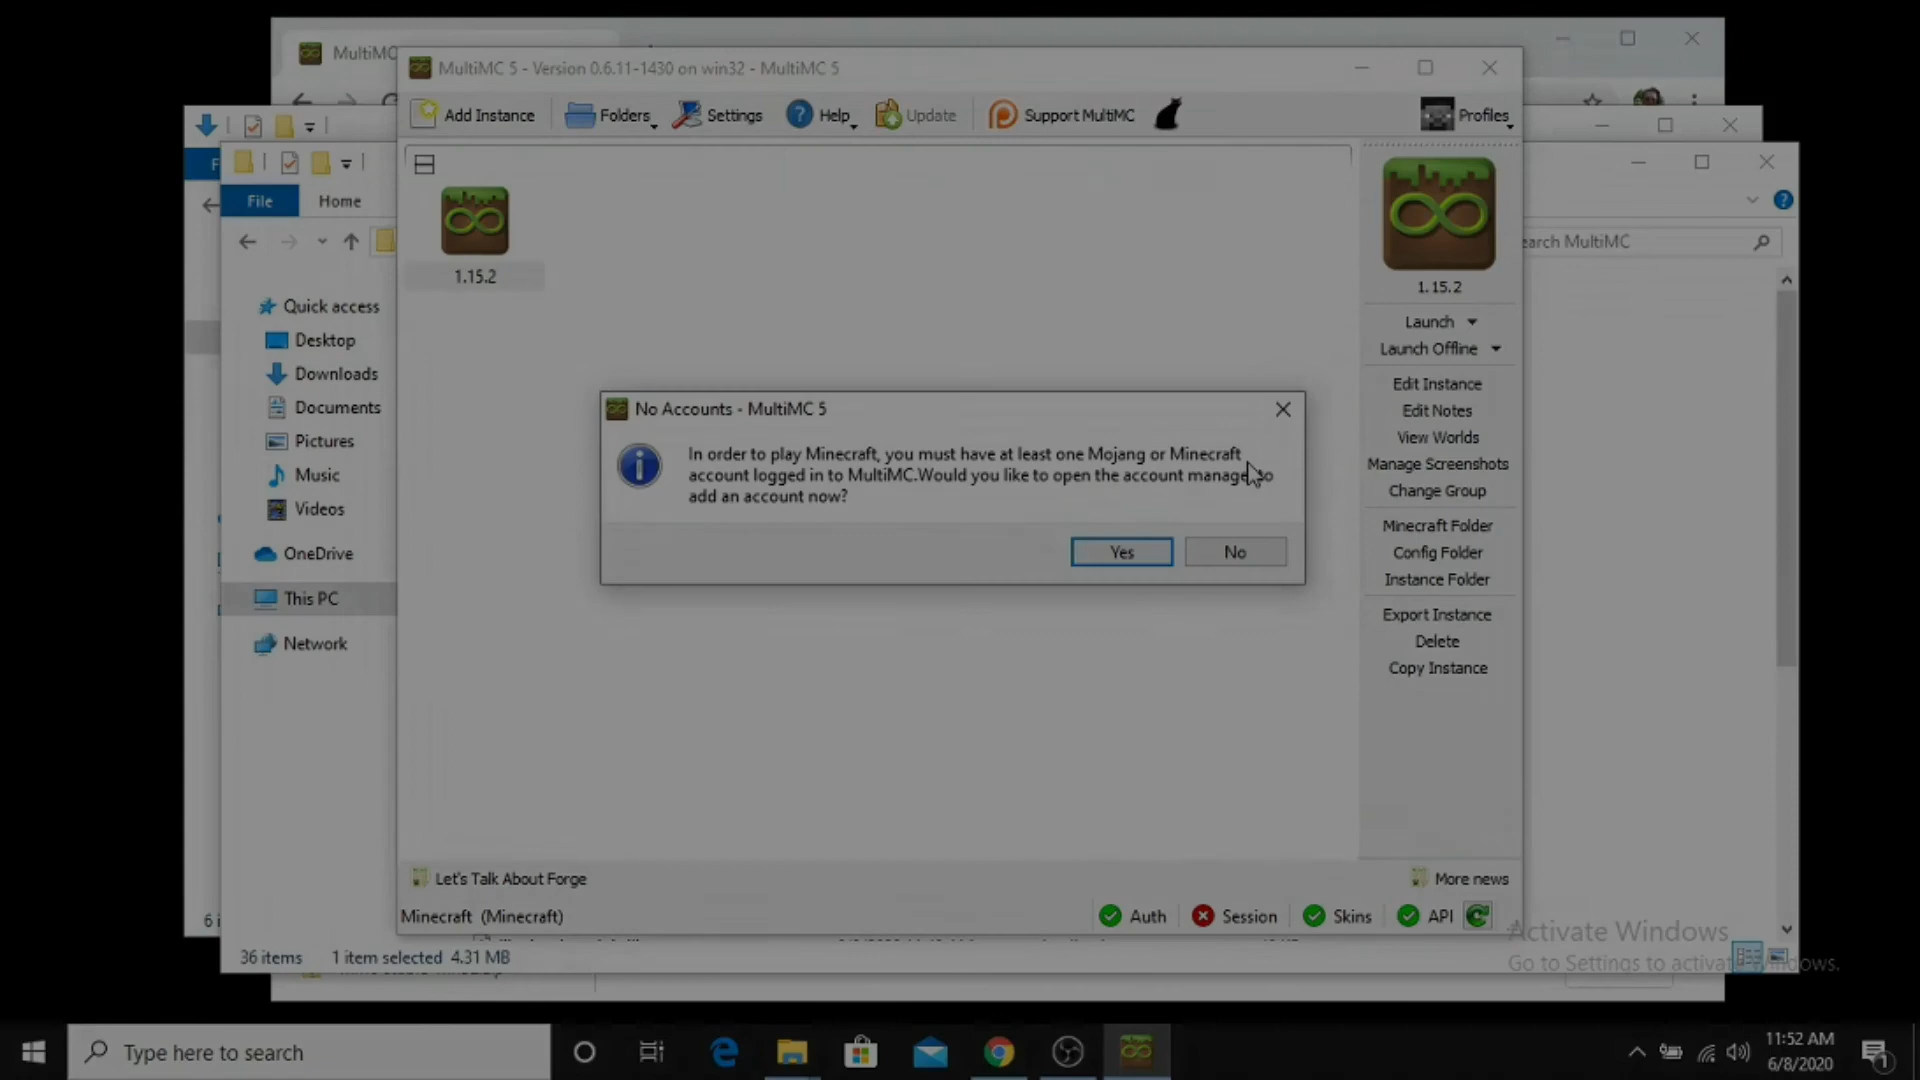 MultiMC
MultiMC 5 - Version 0.6.11-1430 on win32 - MultiMC 5
Add Instance
Folders
Settings
Help
Update
Support MultiMC
Profiles
File
Home
earch MultiMC
1.15.2
1.15.2
Quick access
Desktop
Downloads
Documents
Pictures
Music
Videos
OneDrive
This PC
Network
Launch
Launch Offline
Edit Instance
Edit Notes
View Worlds
Manage Screenshots
Change Group
Minecraft Folder
Config Folder
Instance Folder
Export Instance
Delete
Copy Instance
No Accounts - MultiMC 5
In order to play Minecraft, you must have at least one Mojang or Minecraft
account logged in to MultiMC.Would you like to open the account manage to
add an account now?
Yes
No
Let's Talk About Forge
More news
Minecraft (Minecraft)
Auth
Session
Skins
API
6 i
36 items
1 item selected 4.31 MB
Activate Windows
Go to Settings to activate Windows.
Type here to search
11:52 AM
6/8/2020
1